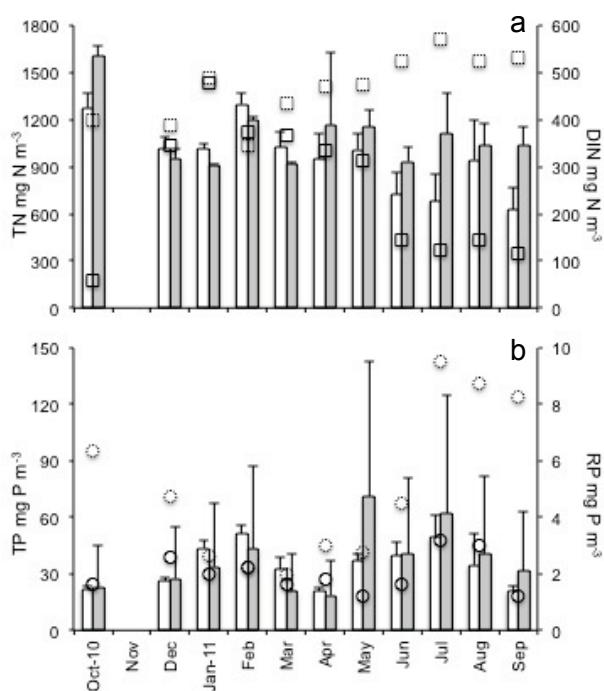 a
1800
1500
1200
900
600
300
0
TN mg N m-3
600
500
400
300
200
100
0
DIN mg N m-3
b
150
120
90
60
30
0
TP mg P m-3
10
8
6
4
2
0
RP mg P m-3
Oct-10
Nov
Dec
Jan-11
Feb
Mar
Apr
May
Jun
Jul
Aug
Sep